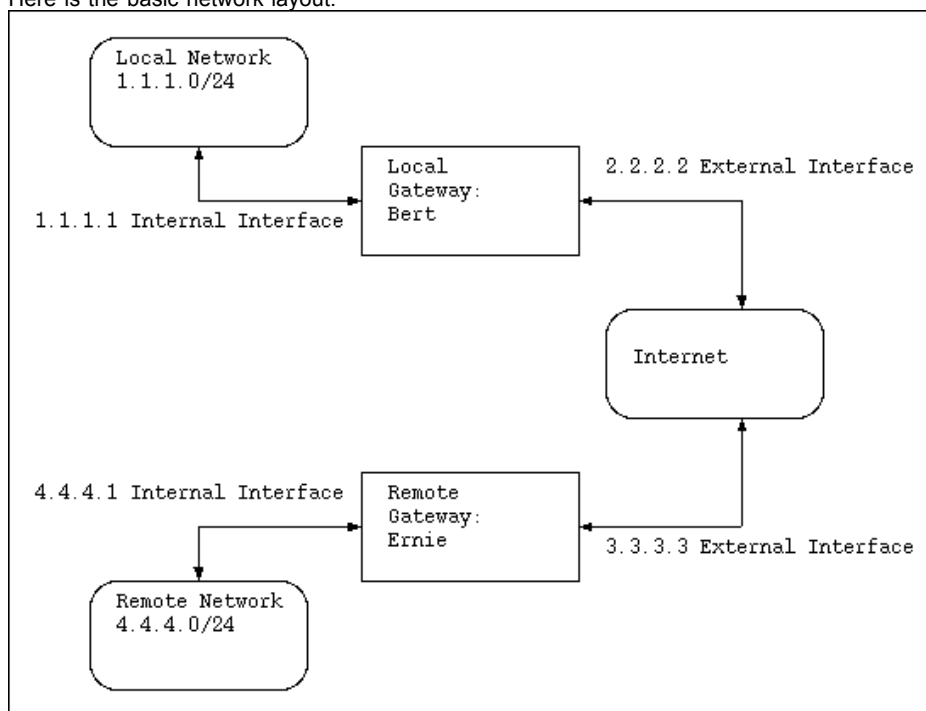 Here is the basic network layout.
Local Network
1.1.1.0/24
Local
Gateway:
Bert
2.2.2.2 External Interface
1.1.1.1 Internal Interface
Internet
4.4.4.1 Internal Interface
Remote
Gateway:
Ernie
3.3.3.3 External Interface
Remote Network
4.4.4.0/24